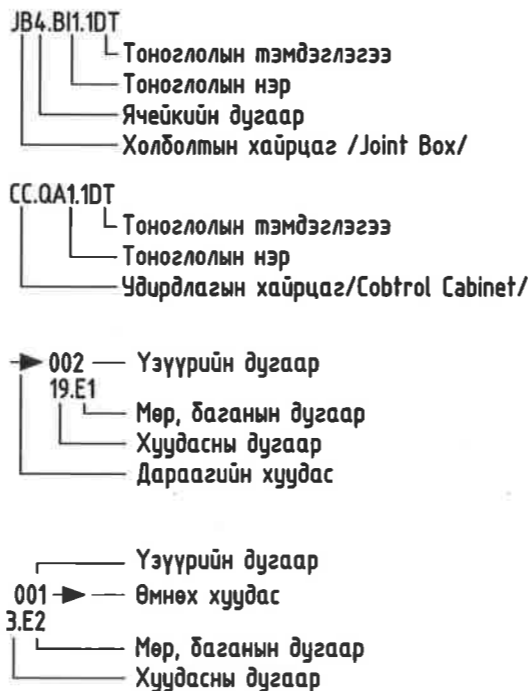 JB4.BI1.1DT
Тоноглолын тэмдэглэгээ
Тоноглолын нэр
Ячейкийн дугаар
Холболтын хайрцаг /Joint Box/
CC.QA1.1DT
Тоноглолын тэмдэглэгээ
Тоноглолын нэр
Удирдлагын хайрцаг/Cobtrol Cabinet/
002 Үзүүрийн дугаар
19.E1
Мөр, баганын дугаар
Хуудасны дугаар
Дараагийн хуудас
Үзүүрийн дугаар
001 Өмнөх хуудас
3.E2
Мөр, баганын дугаар
Хуудасны дугаар